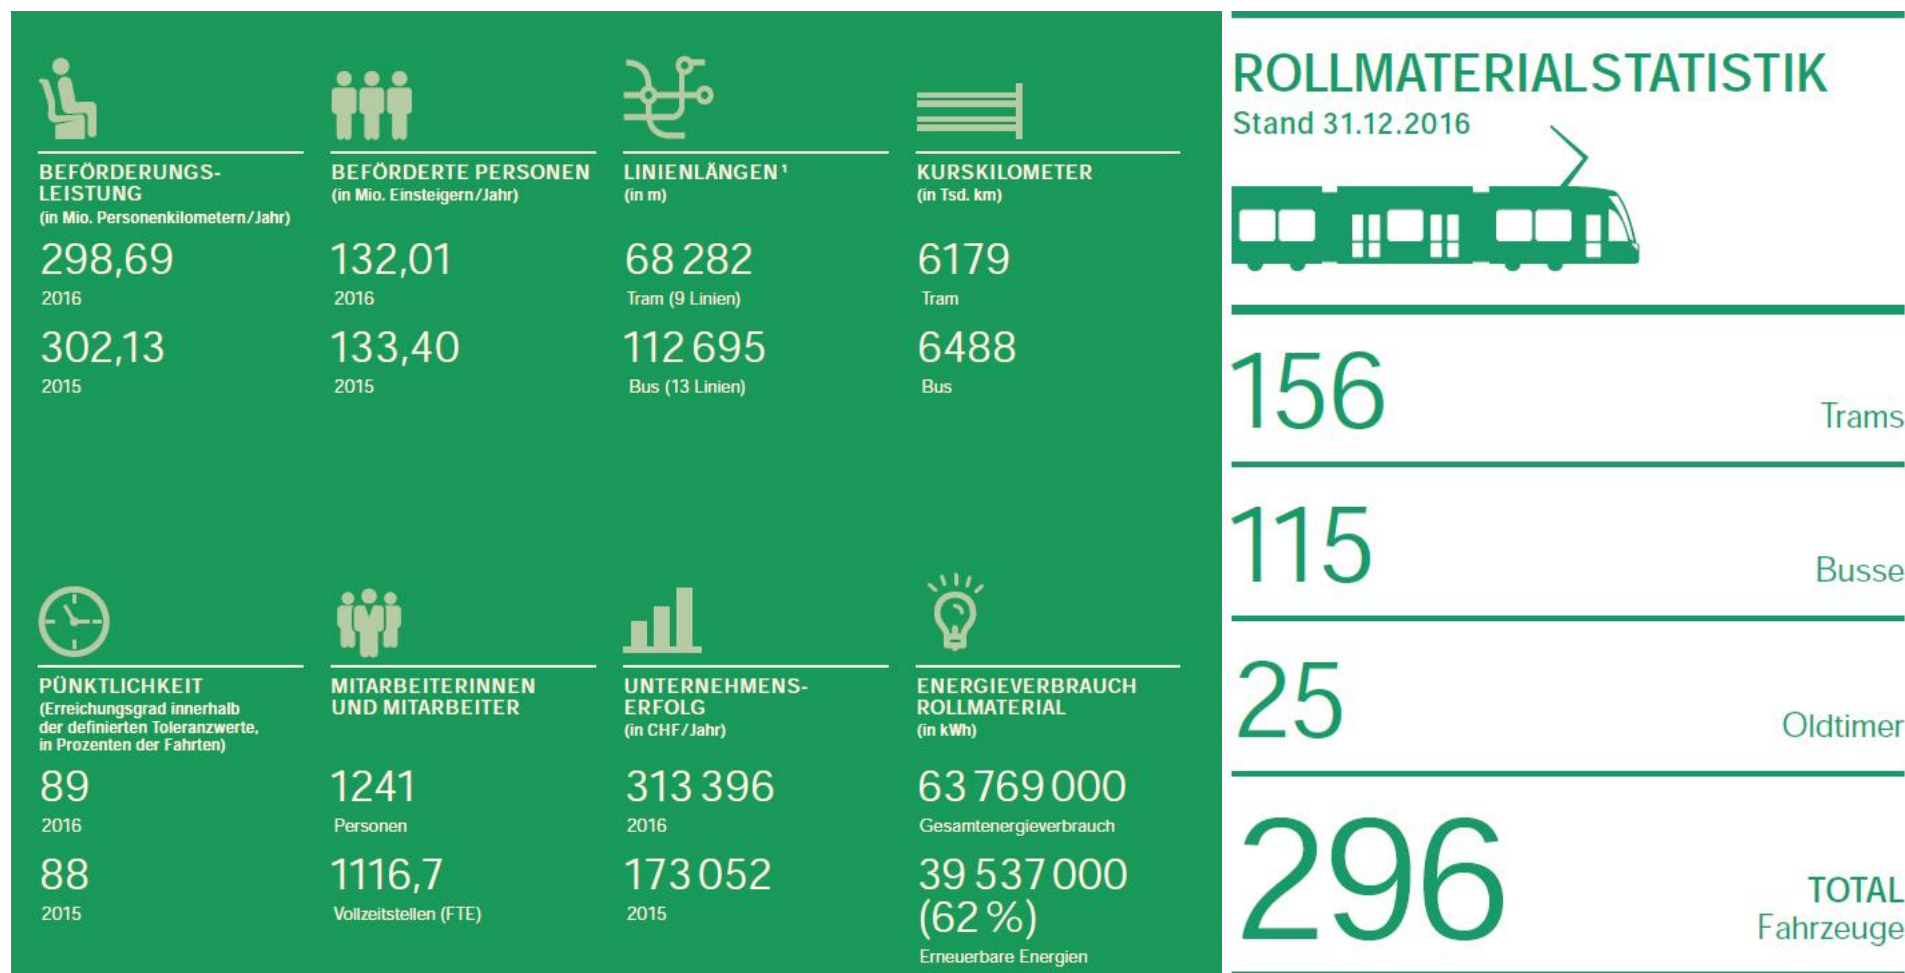 BEFÖRDERUNGS-
LEISTUNG
(in Mio. Personenkilometern/Jahr)
298,69
2016
302,13
2015
BEFÖRDERTE PERSONEN
(in Mio. Einsteigern/Jahr)
132,01
2016
133,40
2015
LINIENLÄNGEN¹
(in m)
68 282
Tram (9 Linien)
112 695
Bus (13 Linien)
KURSKILOMETER
(in Tsd. km)
6179
Tram
6488
Bus
PÜNKTLICHKEIT
(Erreichungsgrad innerhalb
der definierten Toleranzwerte,
in Prozenten der Fahrten)
89
2016
88
2015
MITARBEITERINNEN
UND MITARBEITER
1241
Personen
1116,7
Vollzeitstellen (FTE)
UNTERNEHMENS-
ERFOLG
(in CHF/Jahr)
313 396
2016
173 052
2015
ENERGIEVERBRAUCH
ROLLMATERIAL
(in kWh)
63 769 000
Gesamtenergieverbrauch
39 537 000
(62 %)
Erneuerbare Energien
ROLLMATERIALSTATISTIK
Stand 31.12.2016
156
Trams
115
Busse
25
Oldtimer
296
TOTAL
Fahrzeuge